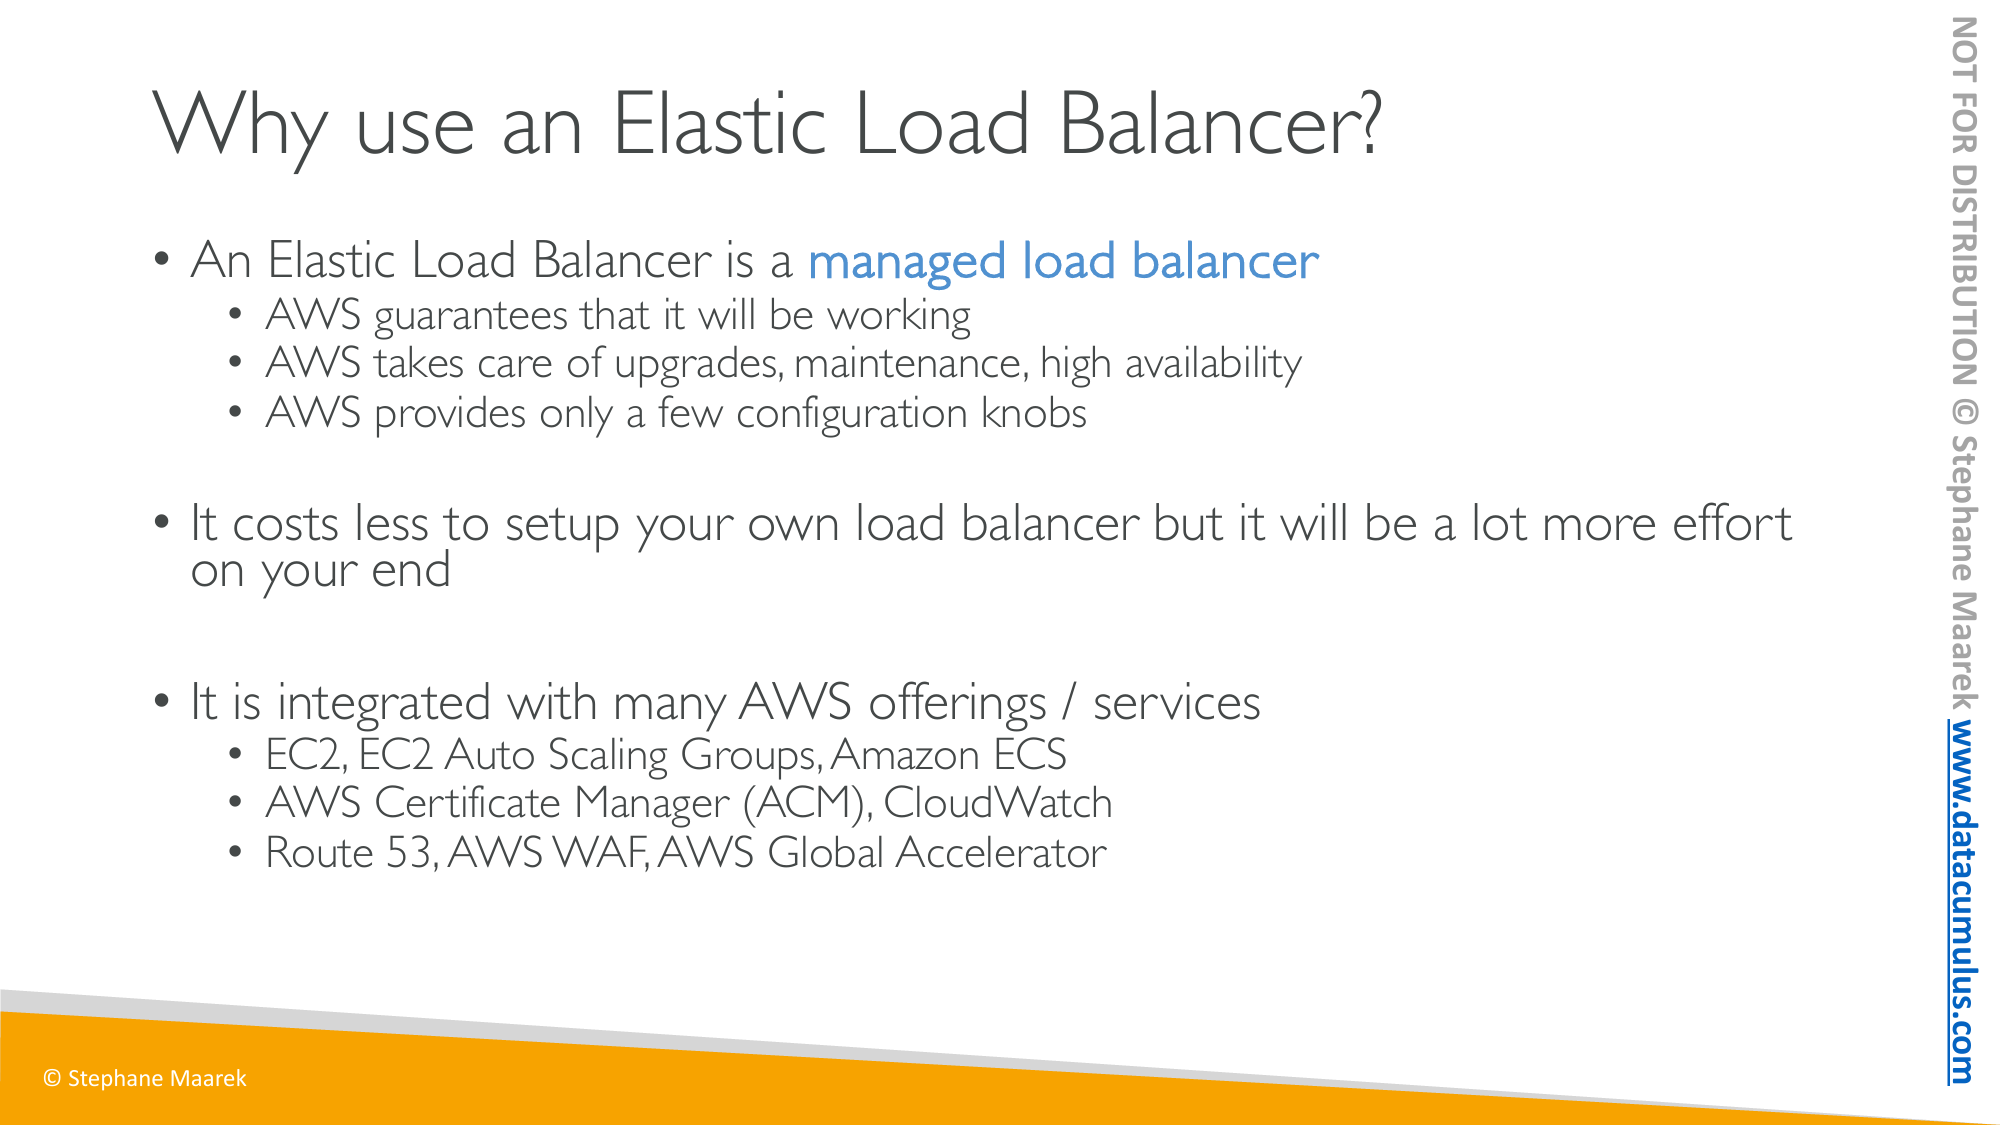 Why use an Elastic Load Balancer?
• An Elastic Load Balancer is a managed load balancer
• AWS guarantees that it will be working
• AWS takes care of upgrades, maintenance, high availability
• AWS provides only a few configuration knobs
• It costs less to setup your own load balancer but it will be a lot more effort
on your end
• It is integrated with many AWS offerings / services
• EC2, EC2 Auto Scaling Groups, Amazon ECS
• AWS Certificate Manager (ACM), CloudWatch
• Route 53, AWS WAF, AWS Global Accelerator
© Stephane Maarek
NOT FOR DISTRIBUTION © Stephane Maarek www.datacumulus.com